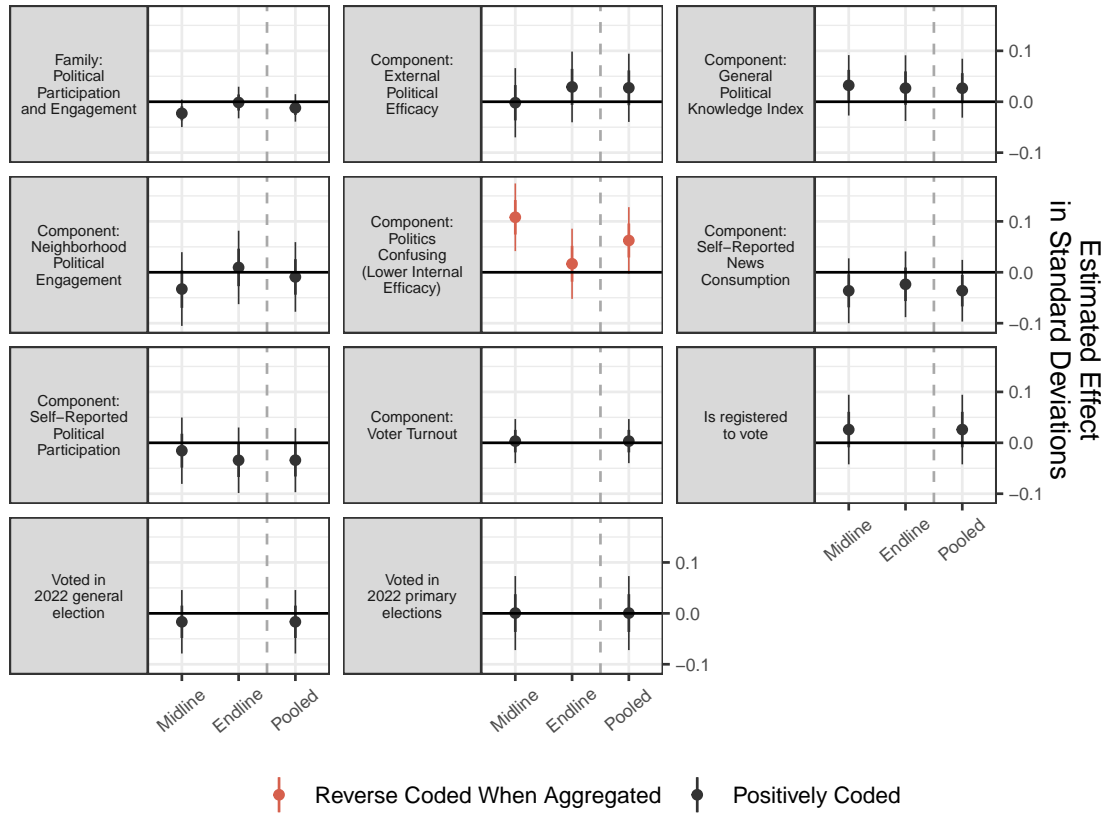 Family:
Political
Participation
and Engagement
Component:
External
Political
Efficacy
Component:
General
Political
Knowledge Index
0.1
0.0
−0.1
Component:
Neighborhood
Political
Engagement
Component:
Politics
Confusing
(Lower Internal
Efficacy)
Component:
Self−Reported
News
Consumption
0.1
0.0
−0.1
Component:
Self−Reported
Political
Participation
Component:
Voter Turnout
Is registered
to vote
0.1
0.0
−0.1
Midline
Endline
Pooled
Voted in
2022 general
election
Voted in
2022 primary
elections
0.1
0.0
−0.1
Midline
Endline
Pooled
Midline
Endline
Pooled
Estimated Effect
in Standard Deviations
Reverse Coded When Aggregated
Positively Coded